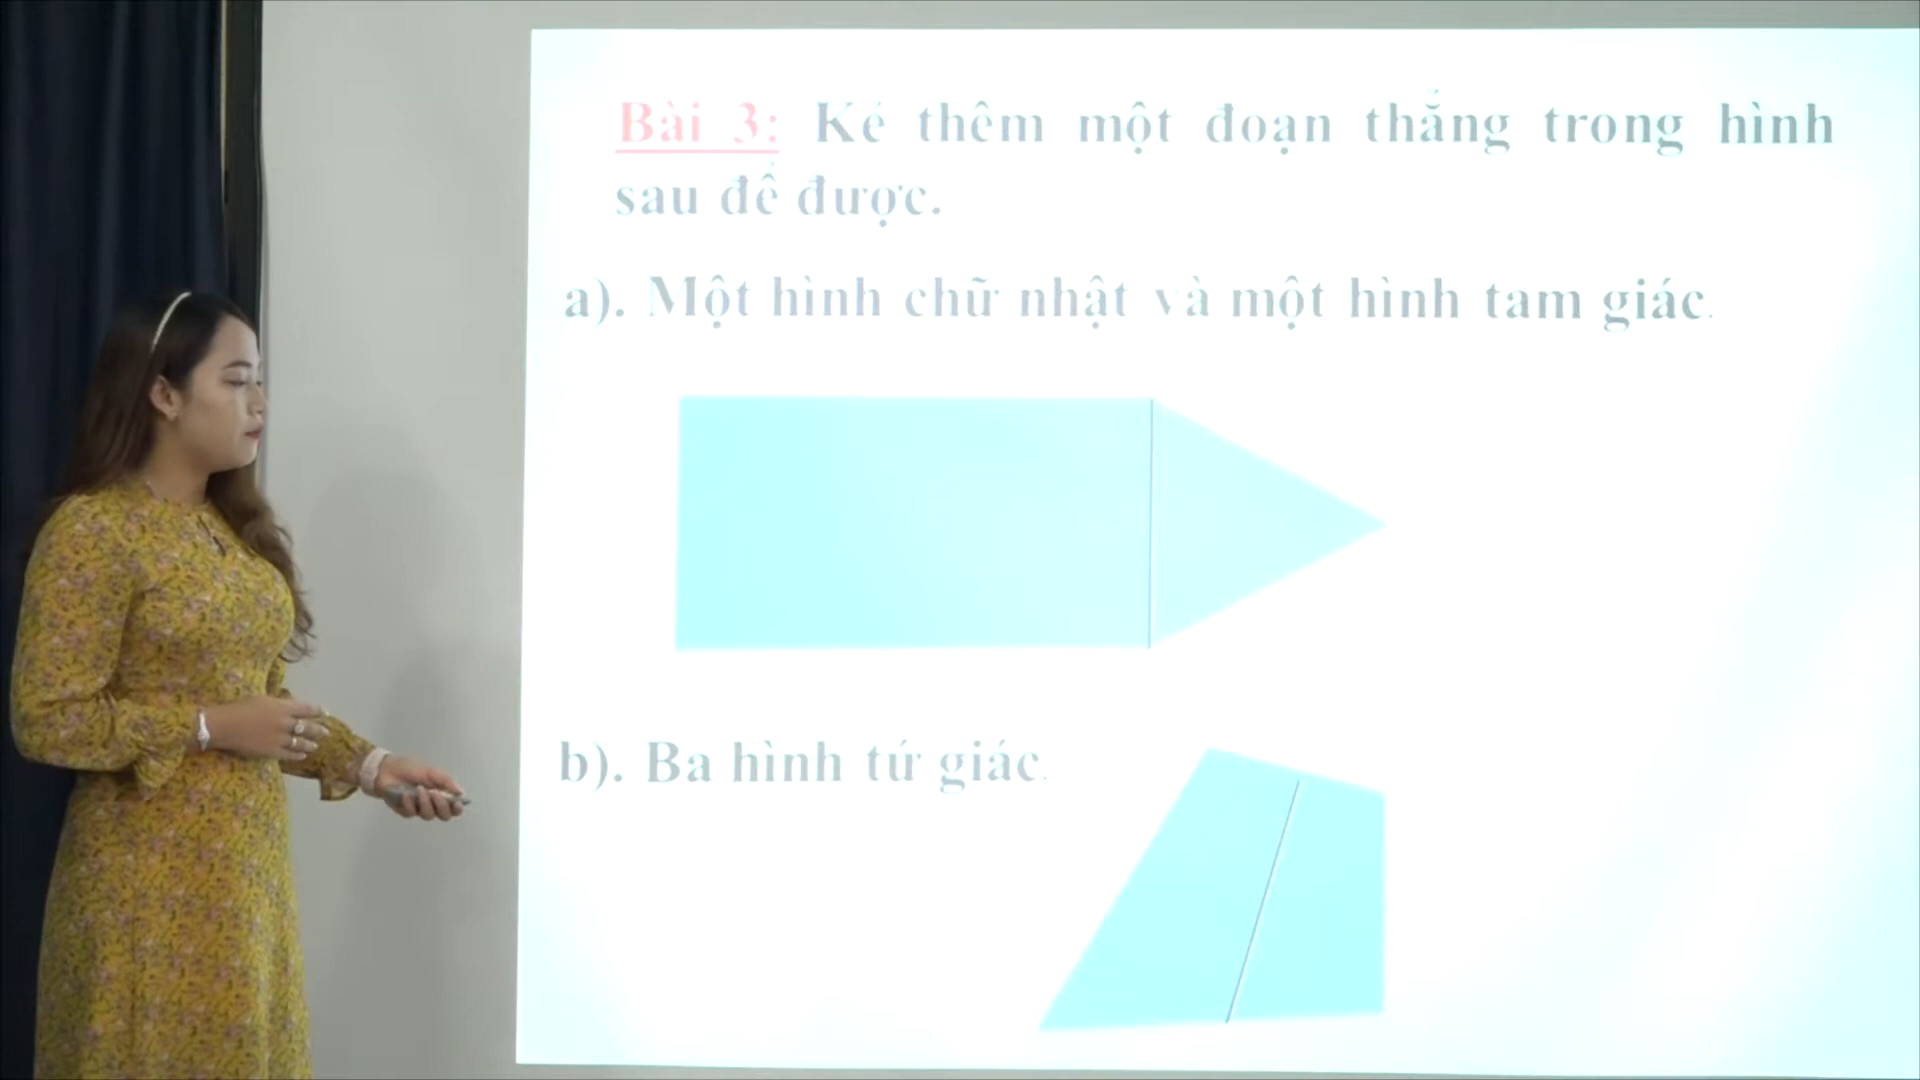 Bài 3: Kẻ thêm một đoạn thẳng trong hình
sau để được.
a). Một hình chữ nhật và một hình tam giác.
b). Ba hình tứ giác.